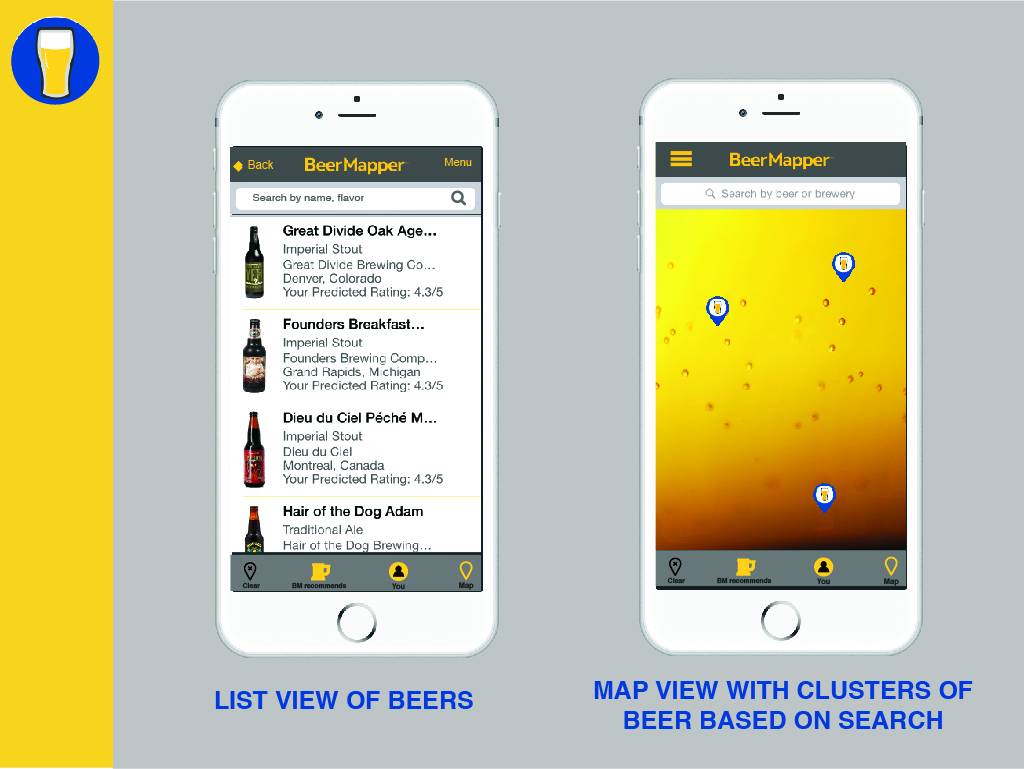 Back BeerMapper Menu
Search by name, flavor
Great Divide Oak Age...
Imperial Stout
Great Divide Brewing Co...
Denver, Colorado
Your Predicted Rating: 4.3/5
Founders Breakfast...
Imperial Stout
Founders Brewing Comp...
Grand Rapids, Michigan
Your Predicted Rating: 4.3/5
Dieu du Ciel Péché M...
Imperial Stout
Dieu du Ciel
Montreal, Canada
Your Predicted Rating: 4.3/5
Hair of the Dog Adam
Traditional Ale
Hair of the Dog Brewing...
Clear BM recommends You Map
LIST VIEW OF BEERS
BeerMapper
Search by beer or brewery
Clear BM recommends You Map
MAP VIEW WITH CLUSTERS OF
BEER BASED ON SEARCH